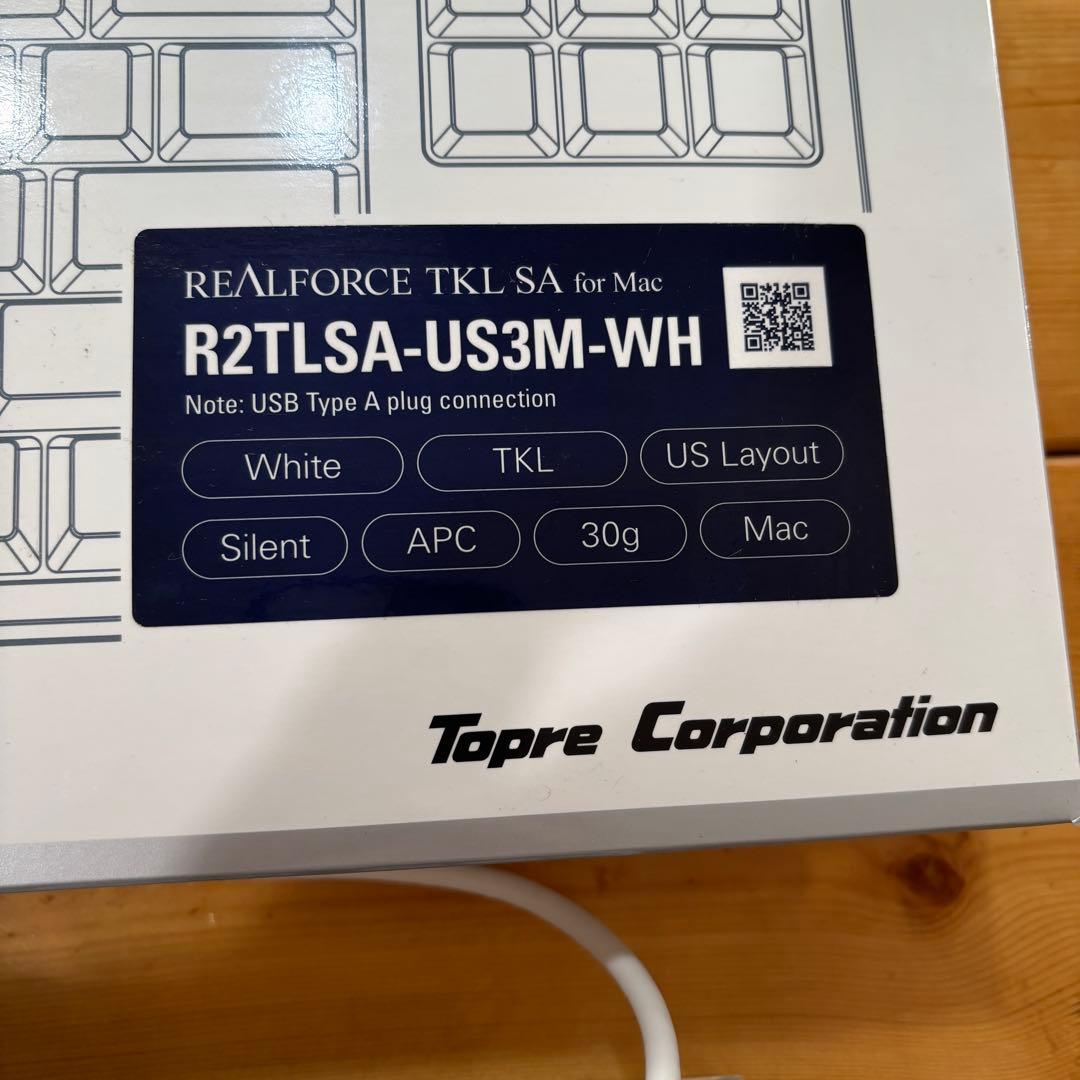 REALFORCE TKL SA for Mac
R2TLSA-US3M-WH
Note: USB Type A plug connection
White TKL US Layout
Silent APC 30g Mac
Topre Corporation